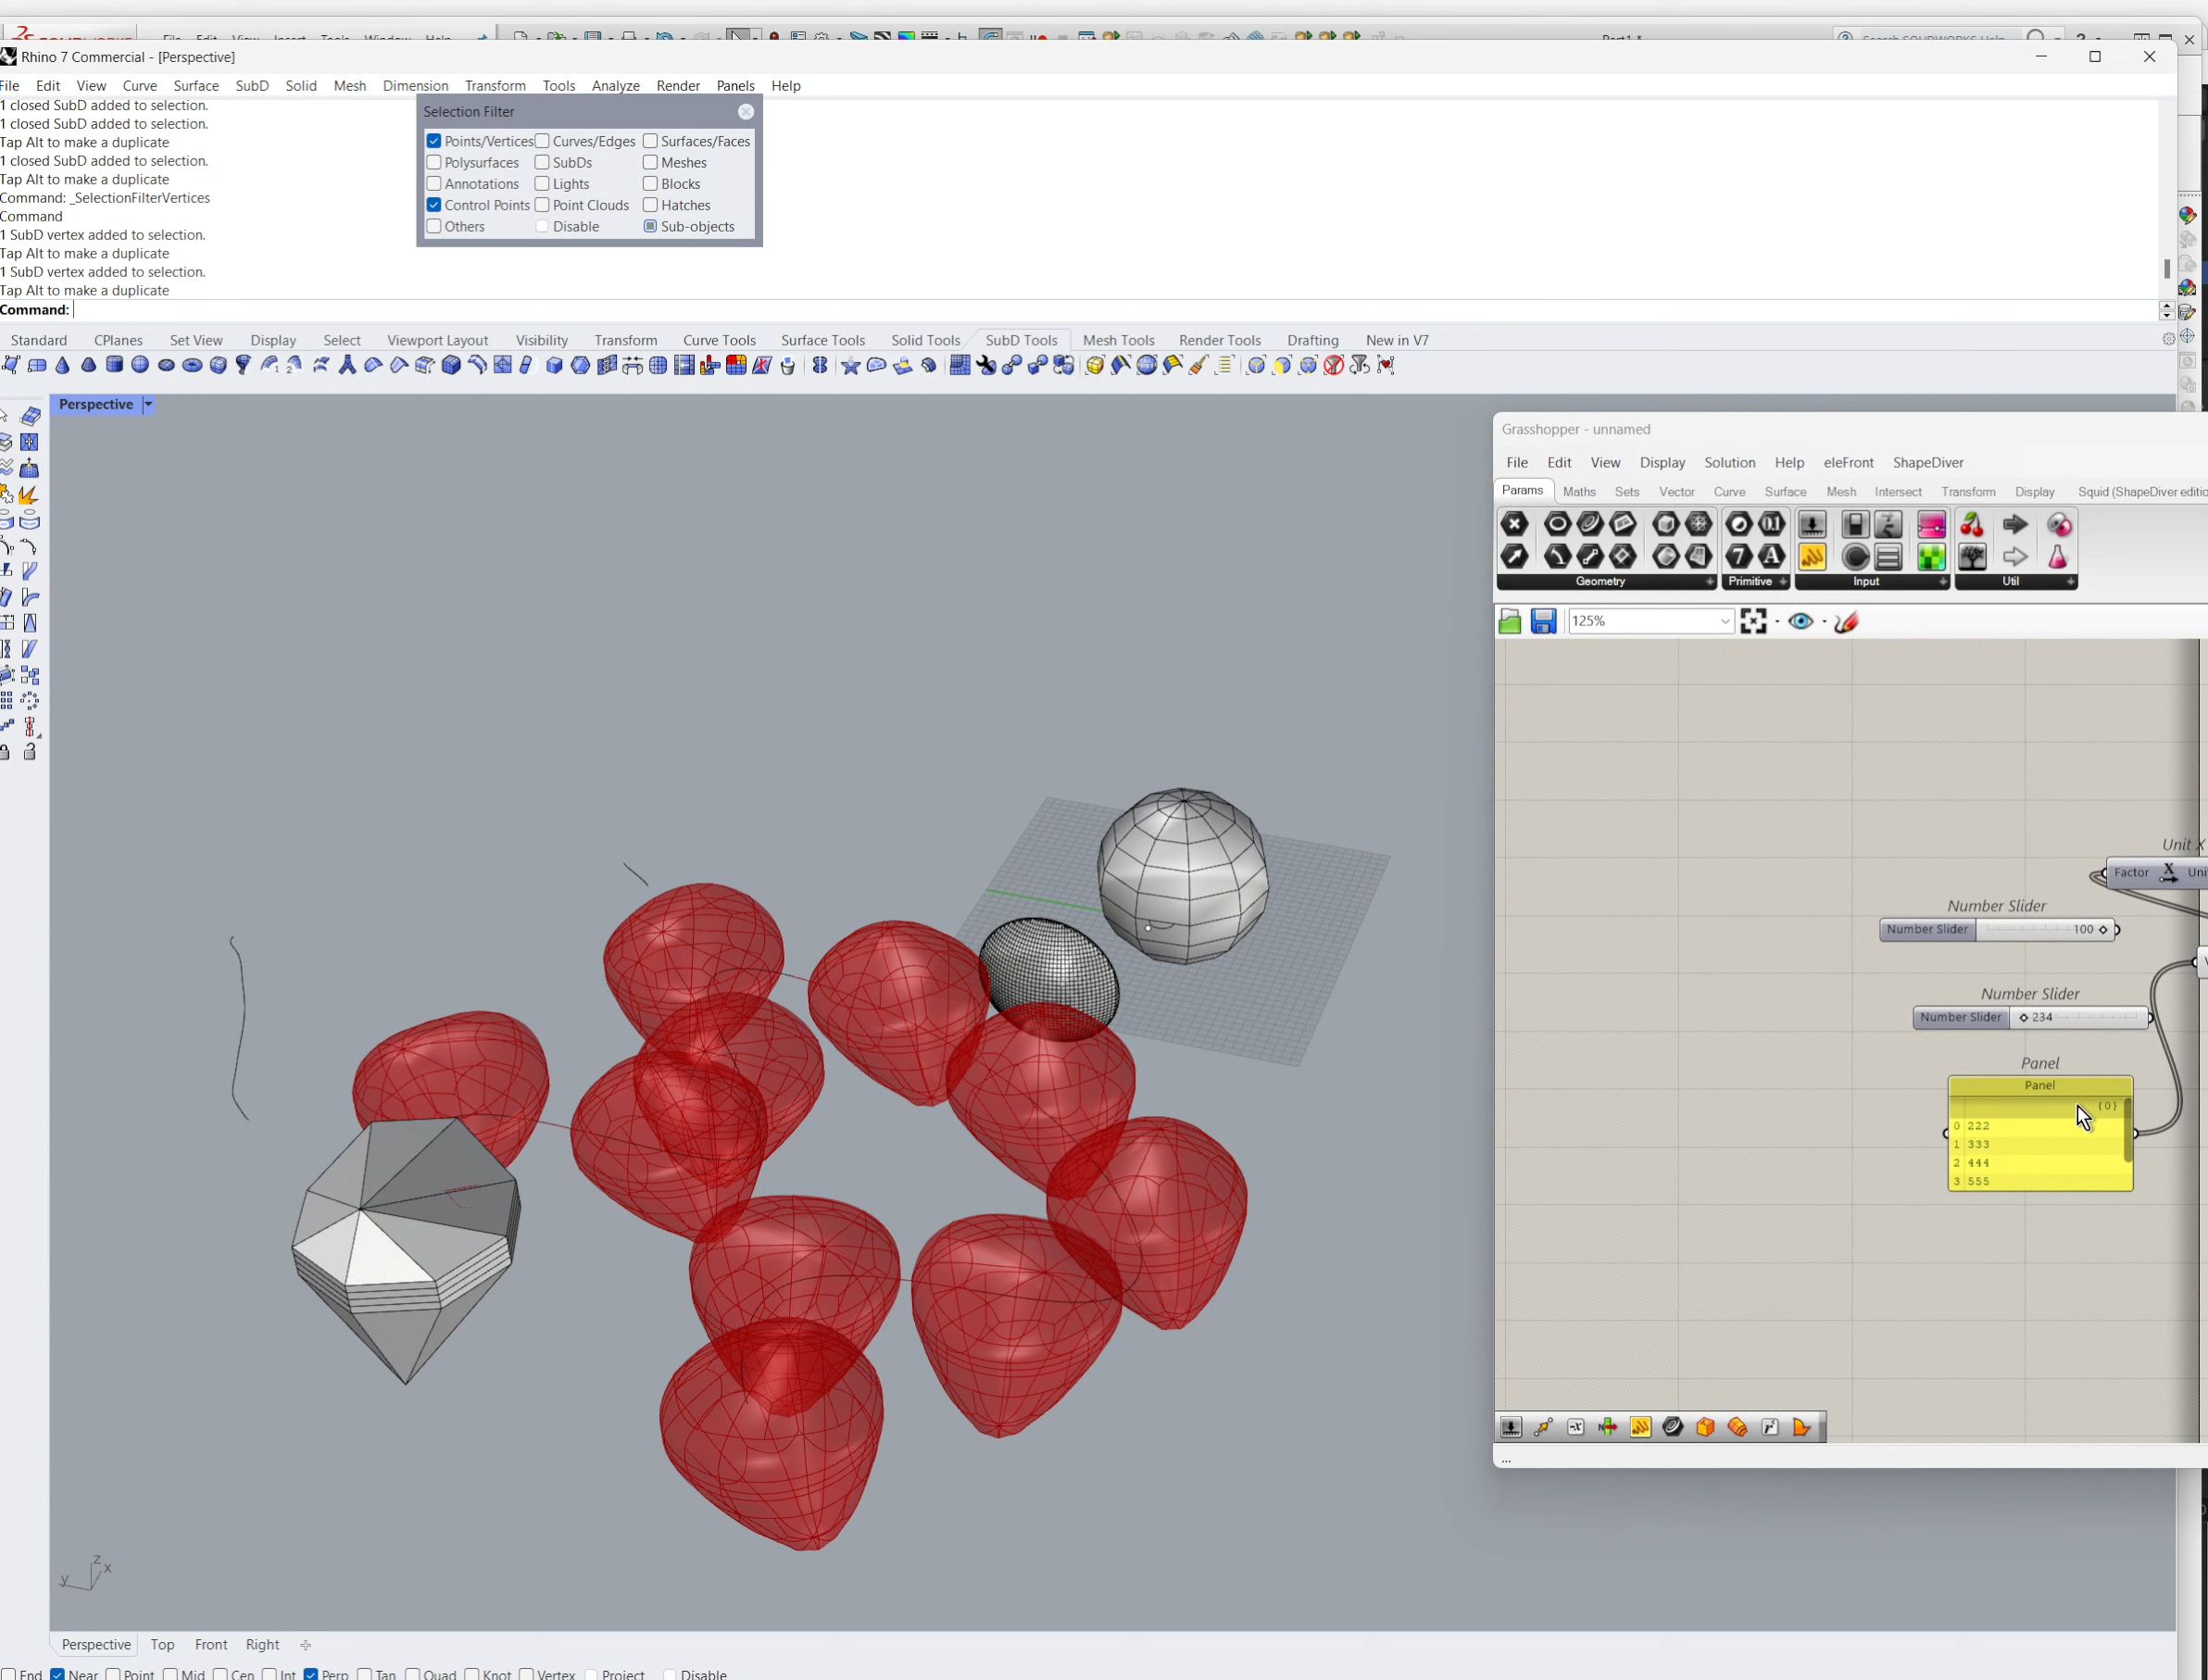 Rhino 7 Commercial - [Perspective]
File Edit View Curve Surface SubD Solid Mesh Dimension Transform Tools Analyze Render Panels Help
1 closed SubD added to selection.
1 closed SubD added to selection.
Tap Alt to make a duplicate
1 closed SubD added to selection.
Tap Alt to make a duplicate
Command: _SelectionFilterVertices
Command
1 SubD vertex added to selection.
Tap Alt to make a duplicate
1 SubD vertex added to selection.
Tap Alt to make a duplicate
Command:
Selection Filter
Points/Vertices Curves/Edges Surfaces/Faces
Polysurfaces SubDs Meshes
Annotations Lights Blocks
Control Points Point Clouds Hatches
Others Disable Sub-objects
Standard CPlanes Set View Display Select Viewport Layout Visibility Transform Curve Tools Surface Tools Solid Tools SubD Tools Mesh Tools Render Tools Drafting New in V7
Perspective
Grasshopper - unnamed
File Edit View Display Solution Help eleFront ShapeDiver
Params Maths Sets Vector Curve Surface Mesh Intersect Transform Display Squid (ShapeDiver editio
Geometry Primitive Input Util
125%
Unit X
Factor X Uni
Number Slider
Number Slider 100
Number Slider
Number Slider 234
Panel
Panel
{0}
0 222
1 333
2 444
3 555
...
z
x
y
Perspective Top Front Right
End Near Point Mid Cen Int Perp Tan Quad Knot Vertex Project Disable